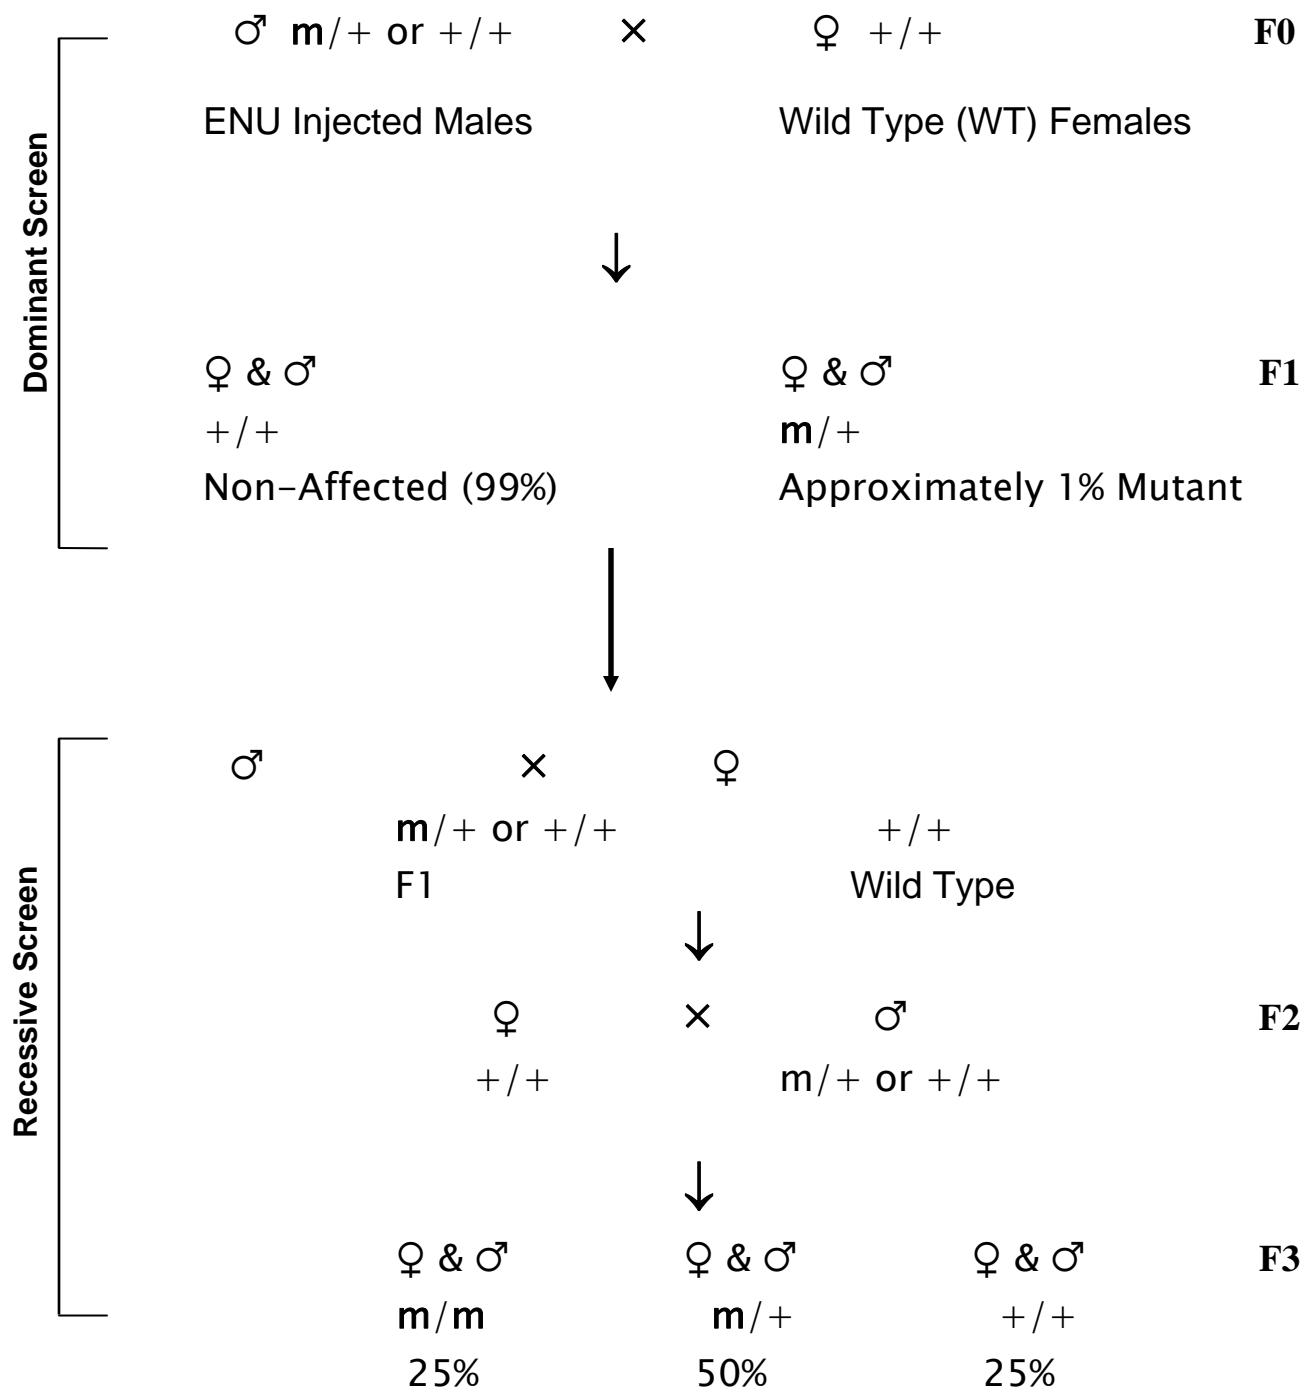 ♂ m/+ or +/+ × ♀ +/+ F0
ENU Injected Males Wild Type (WT) Females
Dominant Screen
↓
♀ & ♂ ♀ & ♂ F1
+/+ m/+
Non-Affected (99%) Approximately 1% Mutant
♂ × ♀
m/+ or +/+ +/+
F1 Wild Type
Recessive Screen
↓
♀ × ♂ F2
+/+ m/+ or +/+
↓
♀ & ♂ ♀ & ♂ ♀ & ♂ F3
m/m m/+ +/+
25% 50% 25%